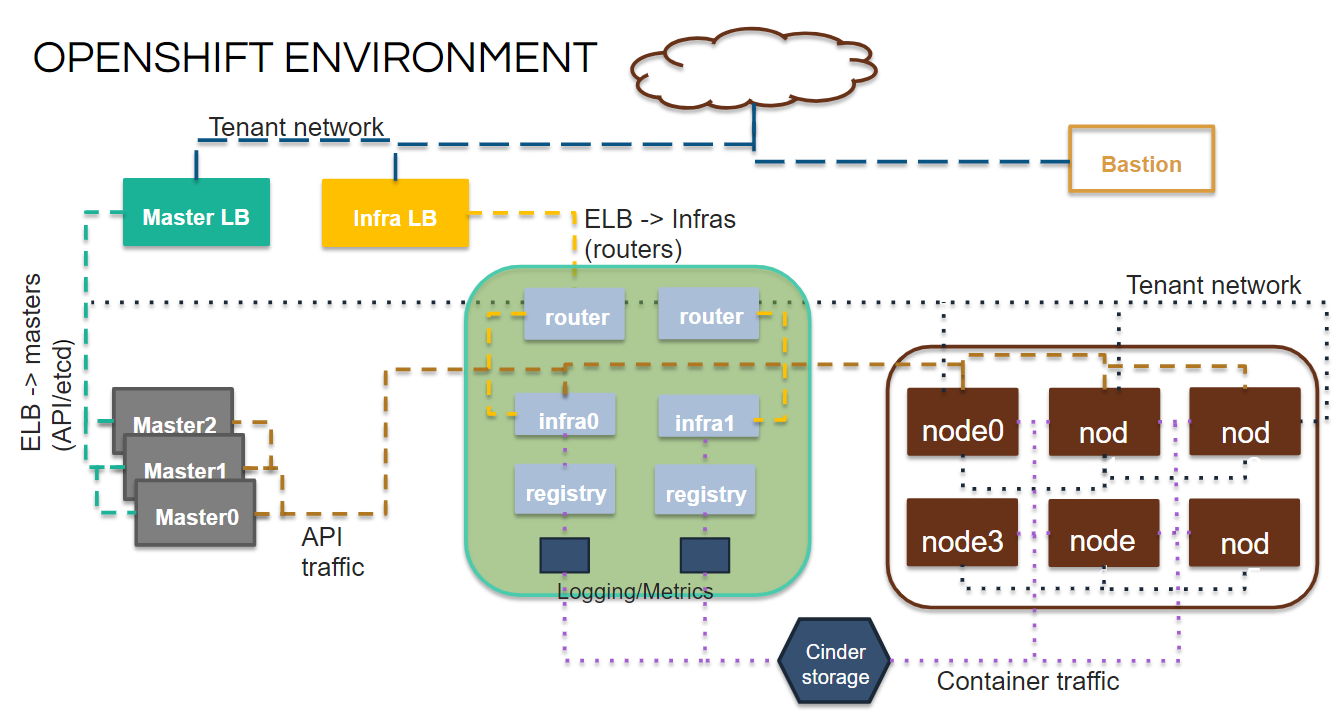 OPENSHIFT ENVIRONMENT
Tenant network
Bastion
Master LB
Infra LB
ELB -> Infras
(routers)
Tenant network
ELB -> masters
(API/etcd)
router
router
Master2
Master1
Master0
infra0
infra1
node0
nod
nod
registry
registry
node3
node
nod
API
traffic
Logging/Metrics
Cinder
storage
Container traffic